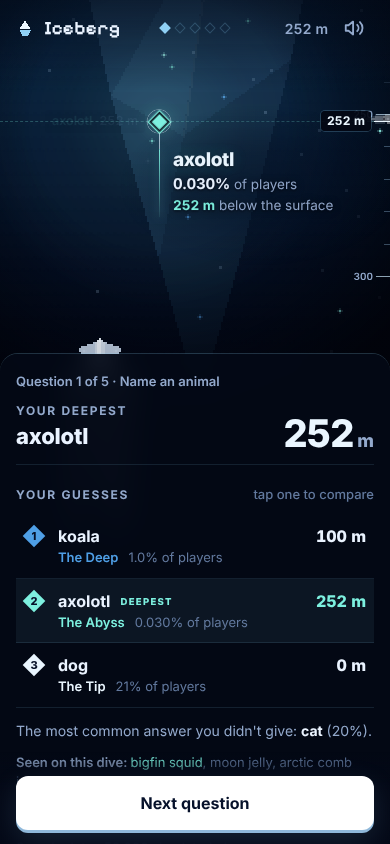 Iceberg
252 m
252 m
axolotl
0.030% of players
252 m below the surface
300
Question 1 of 5 · Name an animal
YOUR DEEPEST
axolotl
252 m
YOUR GUESSES
tap one to compare
1 koala 100 m
The Deep 1.0% of players
2 axolotl DEEPEST 252 m
The Abyss 0.030% of players
3 dog 0 m
The Tip 21% of players
The most common answer you didn't give: cat (20%).
Seen on this dive: bigfin squid, moon jelly, arctic comb
Next question